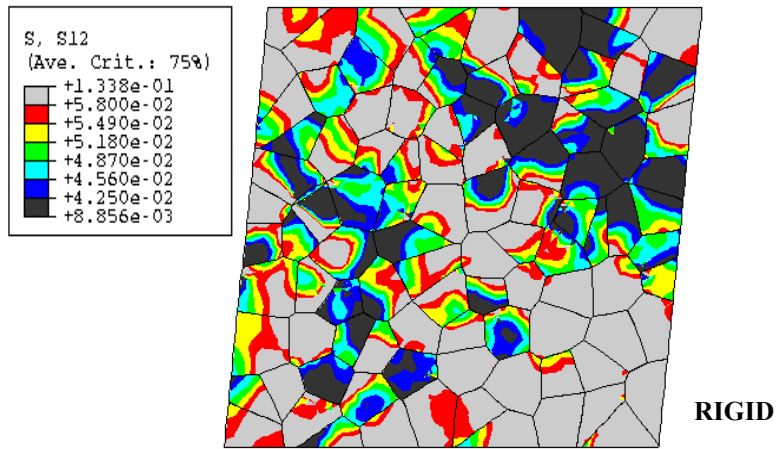 S, S12
(Ave. Crit.: 75%)
+1.338e-01
+5.800e-02
+5.490e-02
+5.180e-02
+4.870e-02
+4.560e-02
+4.250e-02
+8.856e-03
RIGID